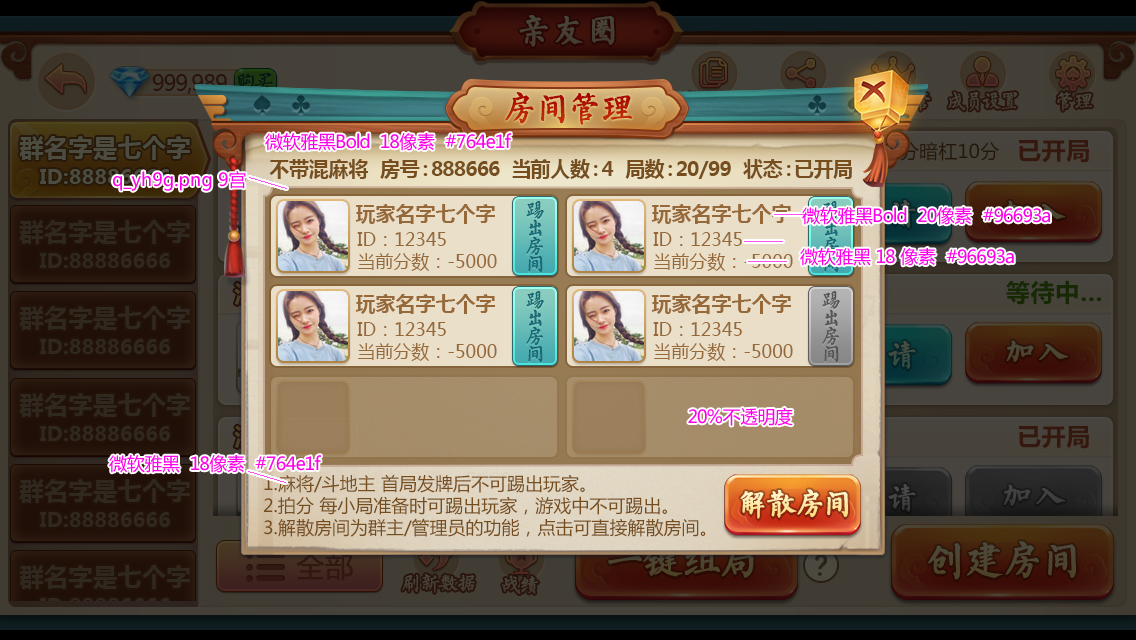 亲友圈
999,989 购买
成员设置 管理
房间管理
微软雅黑Bold 18像素 #764e1f
群名字是七个字
ID:888
不带混麻将 房号:888666 当前人数:4 局数:20/99 状态:已开局
分暗杠10分 已开局
q_yh9g.png 9宫
玩家名字七个字
ID：12345
当前分数：-5000
踢出房间
玩家名字七个字
ID：12345
当前分数：-5000
踢出房间
微软雅黑Bold 20像素 #96693a
微软雅黑 18 像素 #96693a
群名字是七个字
ID:88886666
群名字是七个字
ID:88886666
玩家名字七个字
ID：12345
当前分数：-5000
踢出房间
玩家名字七个字
ID：12345
当前分数：-5000
踢出房间
等待中...
请 加入
群名字是七个字
ID:88886666
20%不透明度
已开局
微软雅黑 18像素 #764e1f
群名字是七个字
ID:88886666
1.麻将/斗地主 首局发牌后不可踢出玩家。
2.拍分 每小局准备时可踢出玩家，游戏中不可踢出。
3.解散房间为群主/管理员的功能，点击可直接解散房间。
解散房间
请 加入
群名字是七个字
全部
刷新数据
战绩
一键组局
?
创建房间